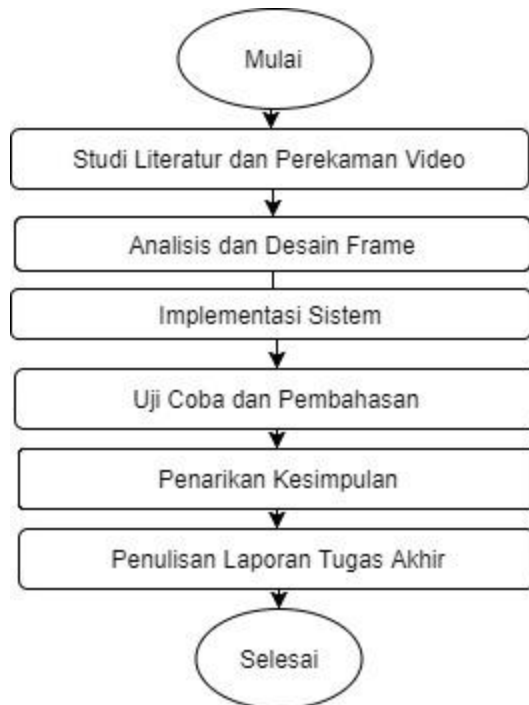 Mulai
Studi Literatur dan Perekaman Video
Analisis dan Desain Frame
Implementasi Sistem
Uji Coba dan Pembahasan
Penarikan Kesimpulan
Penulisan Laporan Tugas Akhir
Selesai